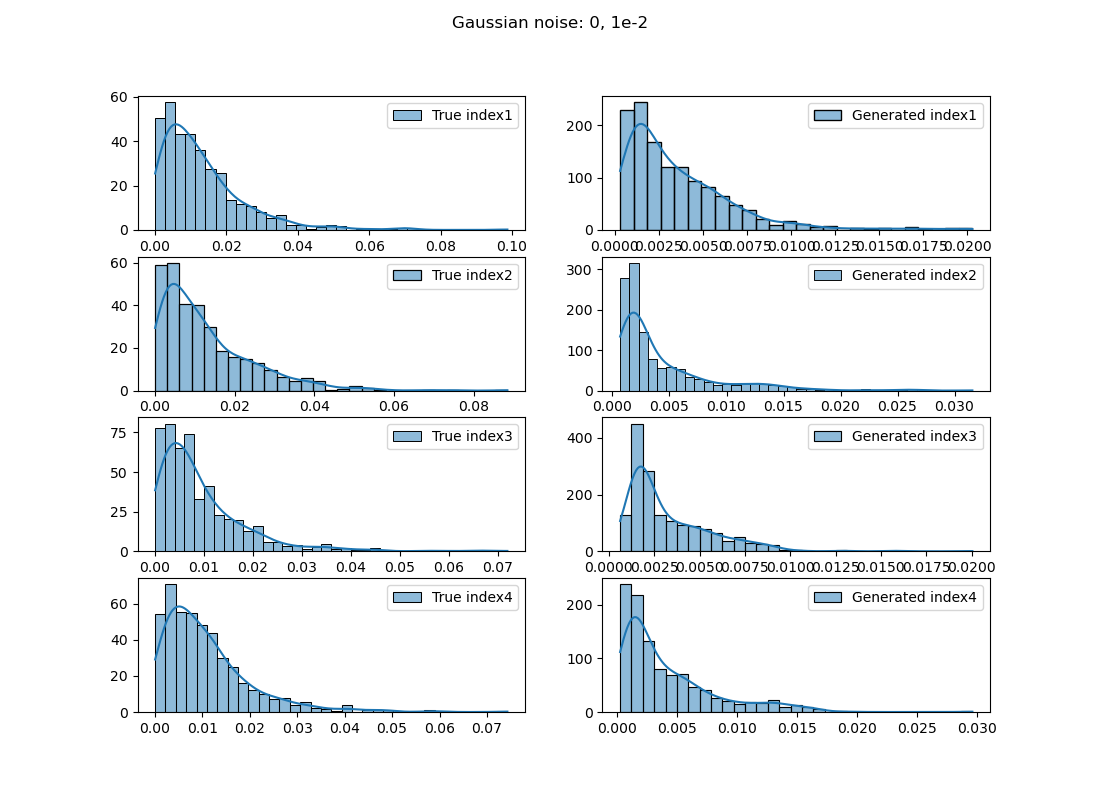 Gaussian noise: 0, 1e-2
60
40
20
0
True index1
0.00 0.02 0.04 0.06 0.08 0.10
200
100
0
Generated index1
0.0000 0.0025 0.0050 0.0075 0.0100 0.0125 0.0150 0.0175 0.0200
60
40
20
0
True index2
0.00 0.02 0.04 0.06 0.08
300
200
100
0
Generated index2
0.000 0.005 0.010 0.015 0.020 0.025 0.030
75
50
25
0
True index3
0.00 0.01 0.02 0.03 0.04 0.05 0.06 0.07
400
200
0
Generated index3
0.0000 0.0025 0.0050 0.0075 0.0100 0.0125 0.0150 0.0175 0.0200
60
40
20
0
True index4
0.00 0.01 0.02 0.03 0.04 0.05 0.06 0.07
200
100
0
Generated index4
0.000 0.005 0.010 0.015 0.020 0.025 0.030